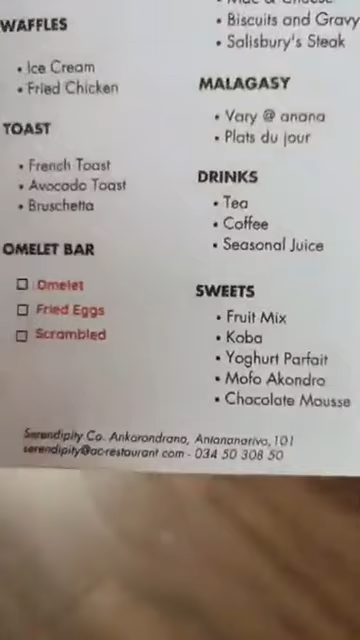 WAFFLES
• Ice Cream
• Fried Chicken
TOAST
• French Toast
• Avocado Toast
• Bruschetta
OMELET BAR
☐ Omelet
☐ Fried Eggs
☐ Scrambled
• Biscuits and Gravy
• Salisbury's Steak
MALAGASY
• Vary @ anana
• Plats du jour
DRINKS
• Tea
• Coffee
• Seasonal Juice
SWEETS
• Fruit Mix
• Koba
• Yoghurt Parfait
• Mofo Akondro
• Chocolate Mousse
Serendipity Co. Ankorondrano, Antananarivo, 101
serendipity@ac-restaurant.com - 034 50 308 50